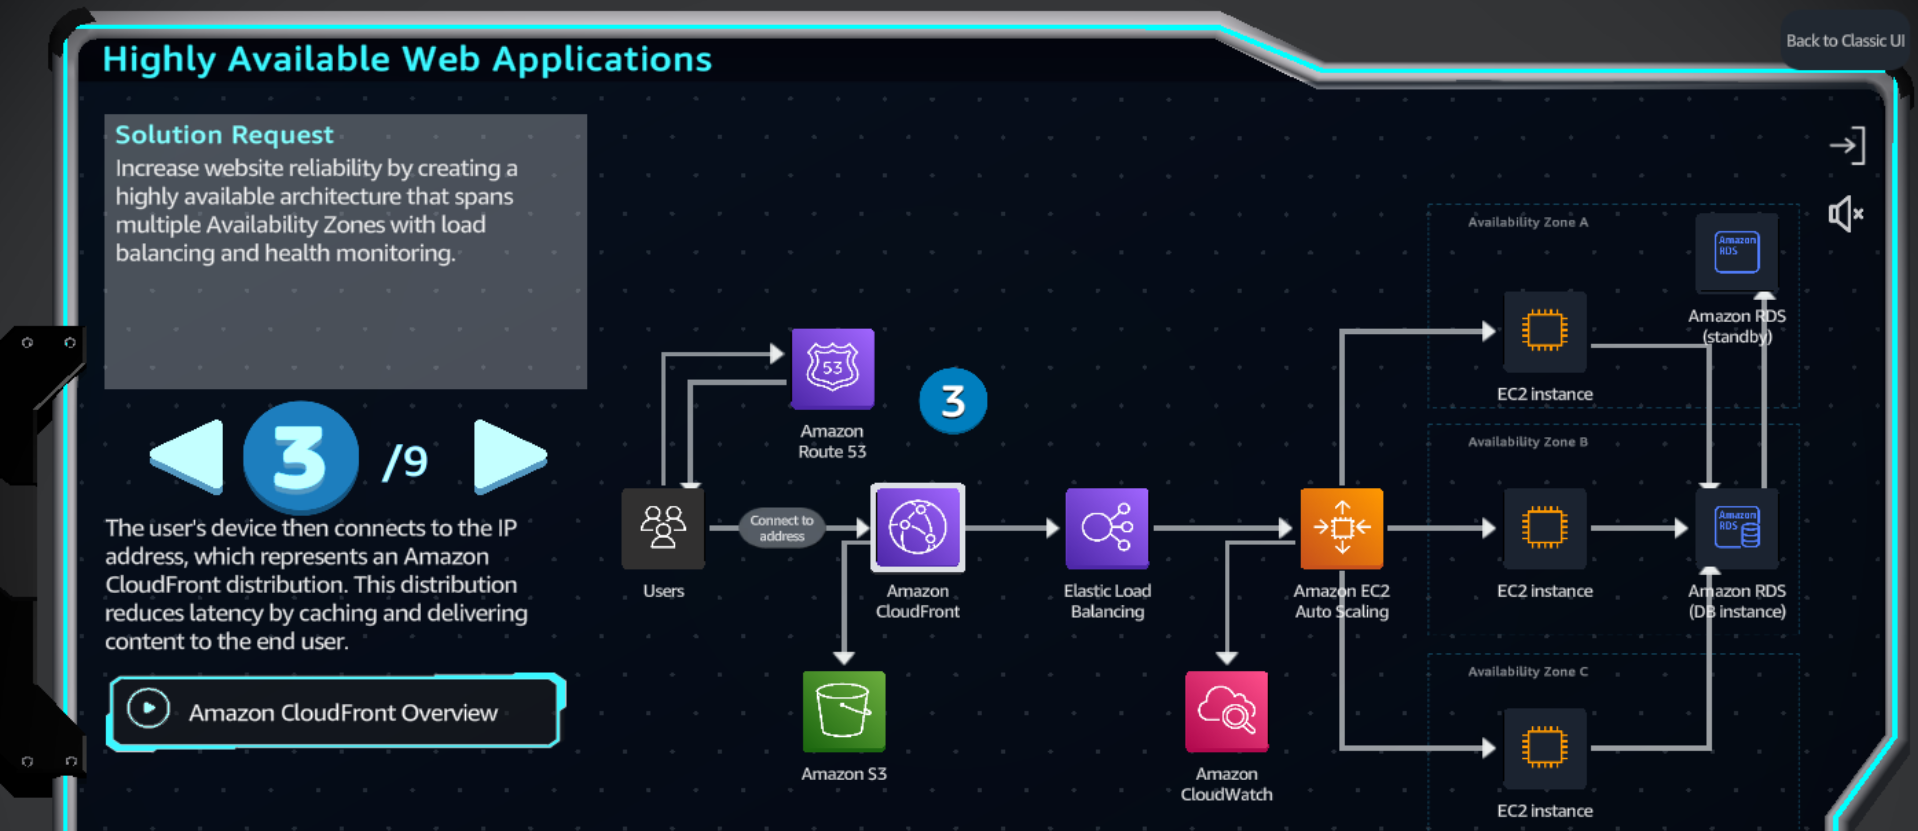 Back to Classic UI
Highly Available Web Applications
Solution Request
Increase website reliability by creating a
highly available architecture that spans
multiple Availability Zones with load
balancing and health monitoring.
3
/9
The user's device then connects to the IP
address, which represents an Amazon
CloudFront distribution. This distribution
reduces latency by caching and delivering
content to the end user.
Amazon CloudFront Overview
53
Amazon
Route 53
3
Users
Connect to
address
Amazon
CloudFront
Amazon S3
Elastic Load
Balancing
Amazon
CloudWatch
Amazon EC2
Auto Scaling
Availability Zone A
EC2 instance
Amazon
RDS
Amazon RDS
(standby)
Availability Zone B
EC2 instance
Amazon
RDS
Amazon RDS
(DB instance)
Availability Zone C
EC2 instance